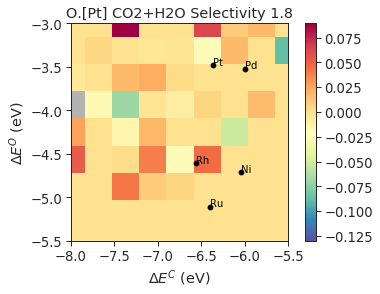 O.[Pt] CO2+H2O Selectivity 1.8
−3.0
−3.5
−4.0
−4.5
−5.0
−5.5
ΔE^O (eV)
Pt
Pd
Rh
Ni
Ru
−8.0 −7.5 −7.0 −6.5 −6.0 −5.5
ΔE^C (eV)
0.075
0.050
0.025
0.000
−0.025
−0.050
−0.075
−0.100
−0.125